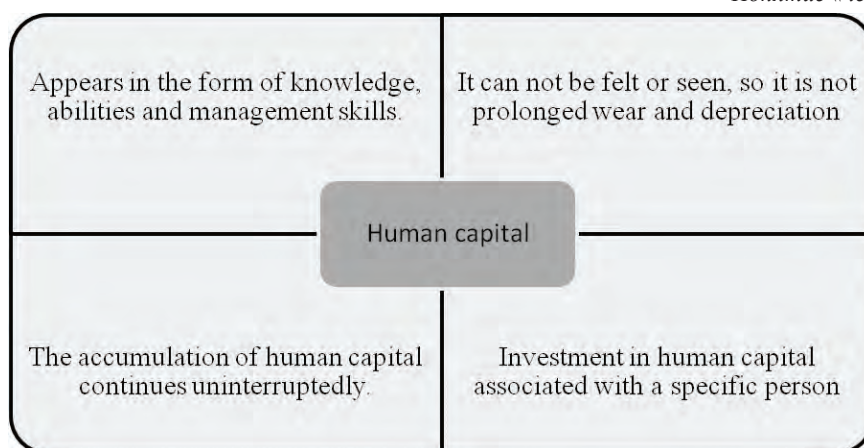 Appears in the form of knowledge,
abilities and management skills.
It can not be felt or seen, so it is not
prolonged wear and depreciation
Human capital
The accumulation of human capital
continues uninterruptedly.
Investment in human capital
associated with a specific person